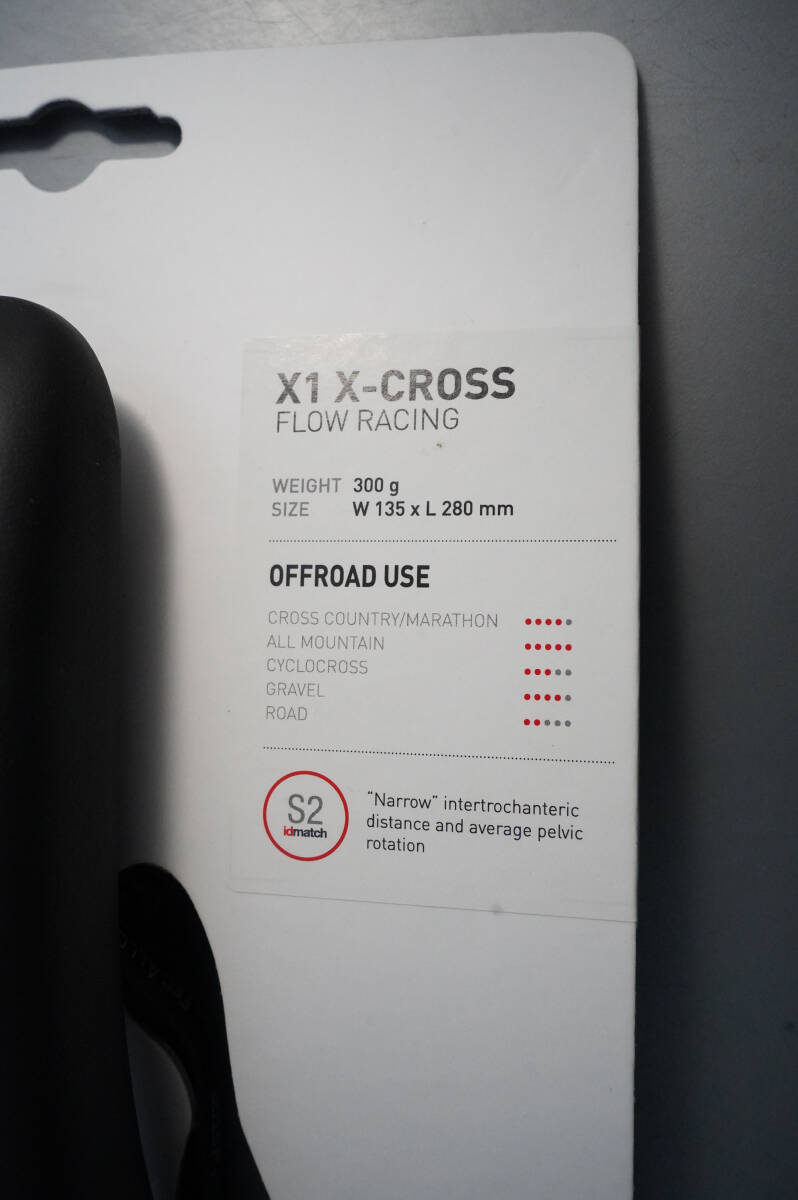 X1 X-CROSS
FLOW RACING
WEIGHT 300 g
SIZE W 135 x L 280 mm
OFFROAD USE
CROSS COUNTRY/MARATHON
ALL MOUNTAIN
CYCLOCROSS
GRAVEL
ROAD
S2
idmatch
“Narrow” intertrochanteric
distance and average pelvic
rotation